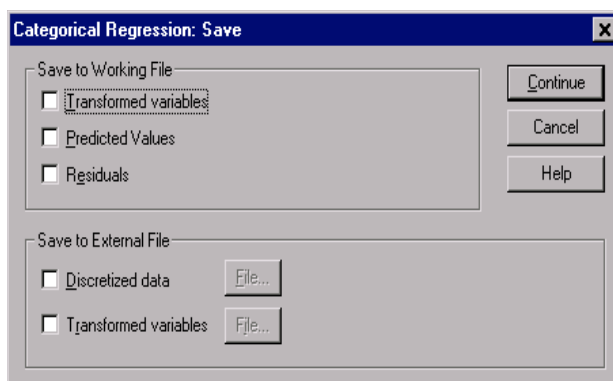 Categorical Regression: Save
Save to Working File
Transformed variables
Predicted Values
Residuals
Continue
Cancel
Help
Save to External File
Discretized data
File...
Transformed variables
File...